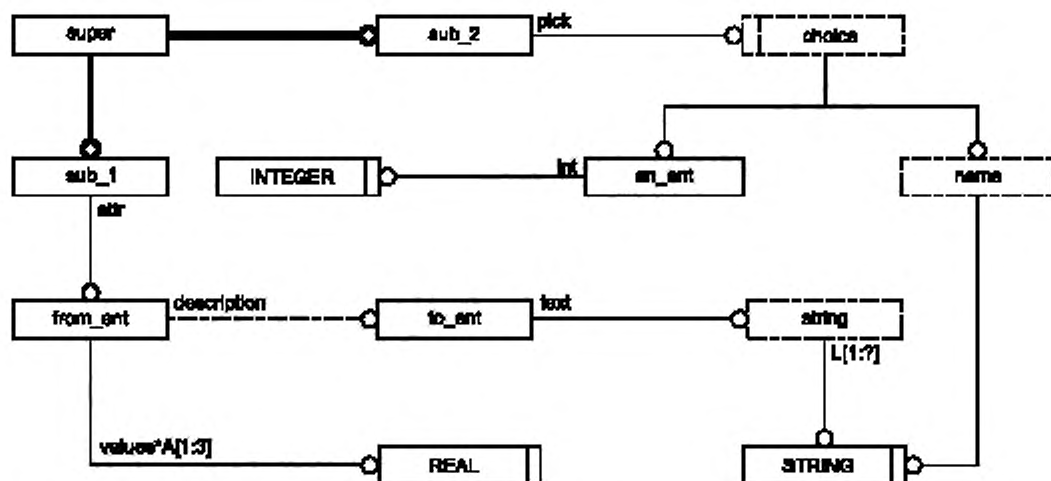 super
sub_2
pick
choice
sub_1
INTEGER
int
an_ent
name
attr
from_ent
description
to_ent
text
string
L[1:?]
values*A[1:3]
REAL
STRING